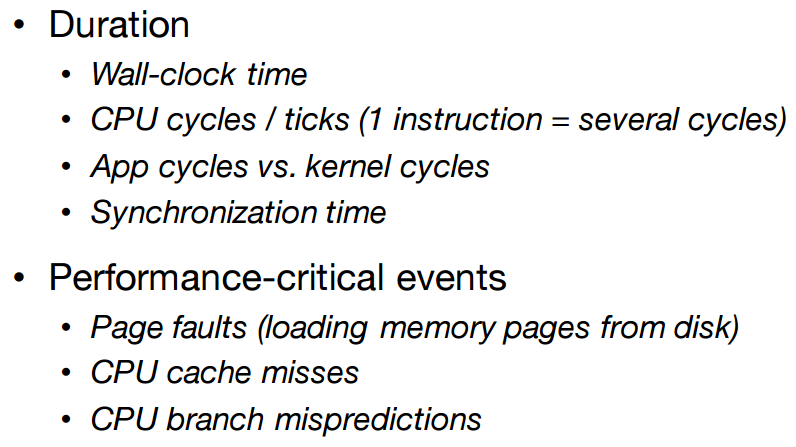 • Duration
• Wall-clock time
• CPU cycles / ticks (1 instruction = several cycles)
• App cycles vs. kernel cycles
• Synchronization time
• Performance-critical events
• Page faults (loading memory pages from disk)
• CPU cache misses
• CPU branch mispredictions